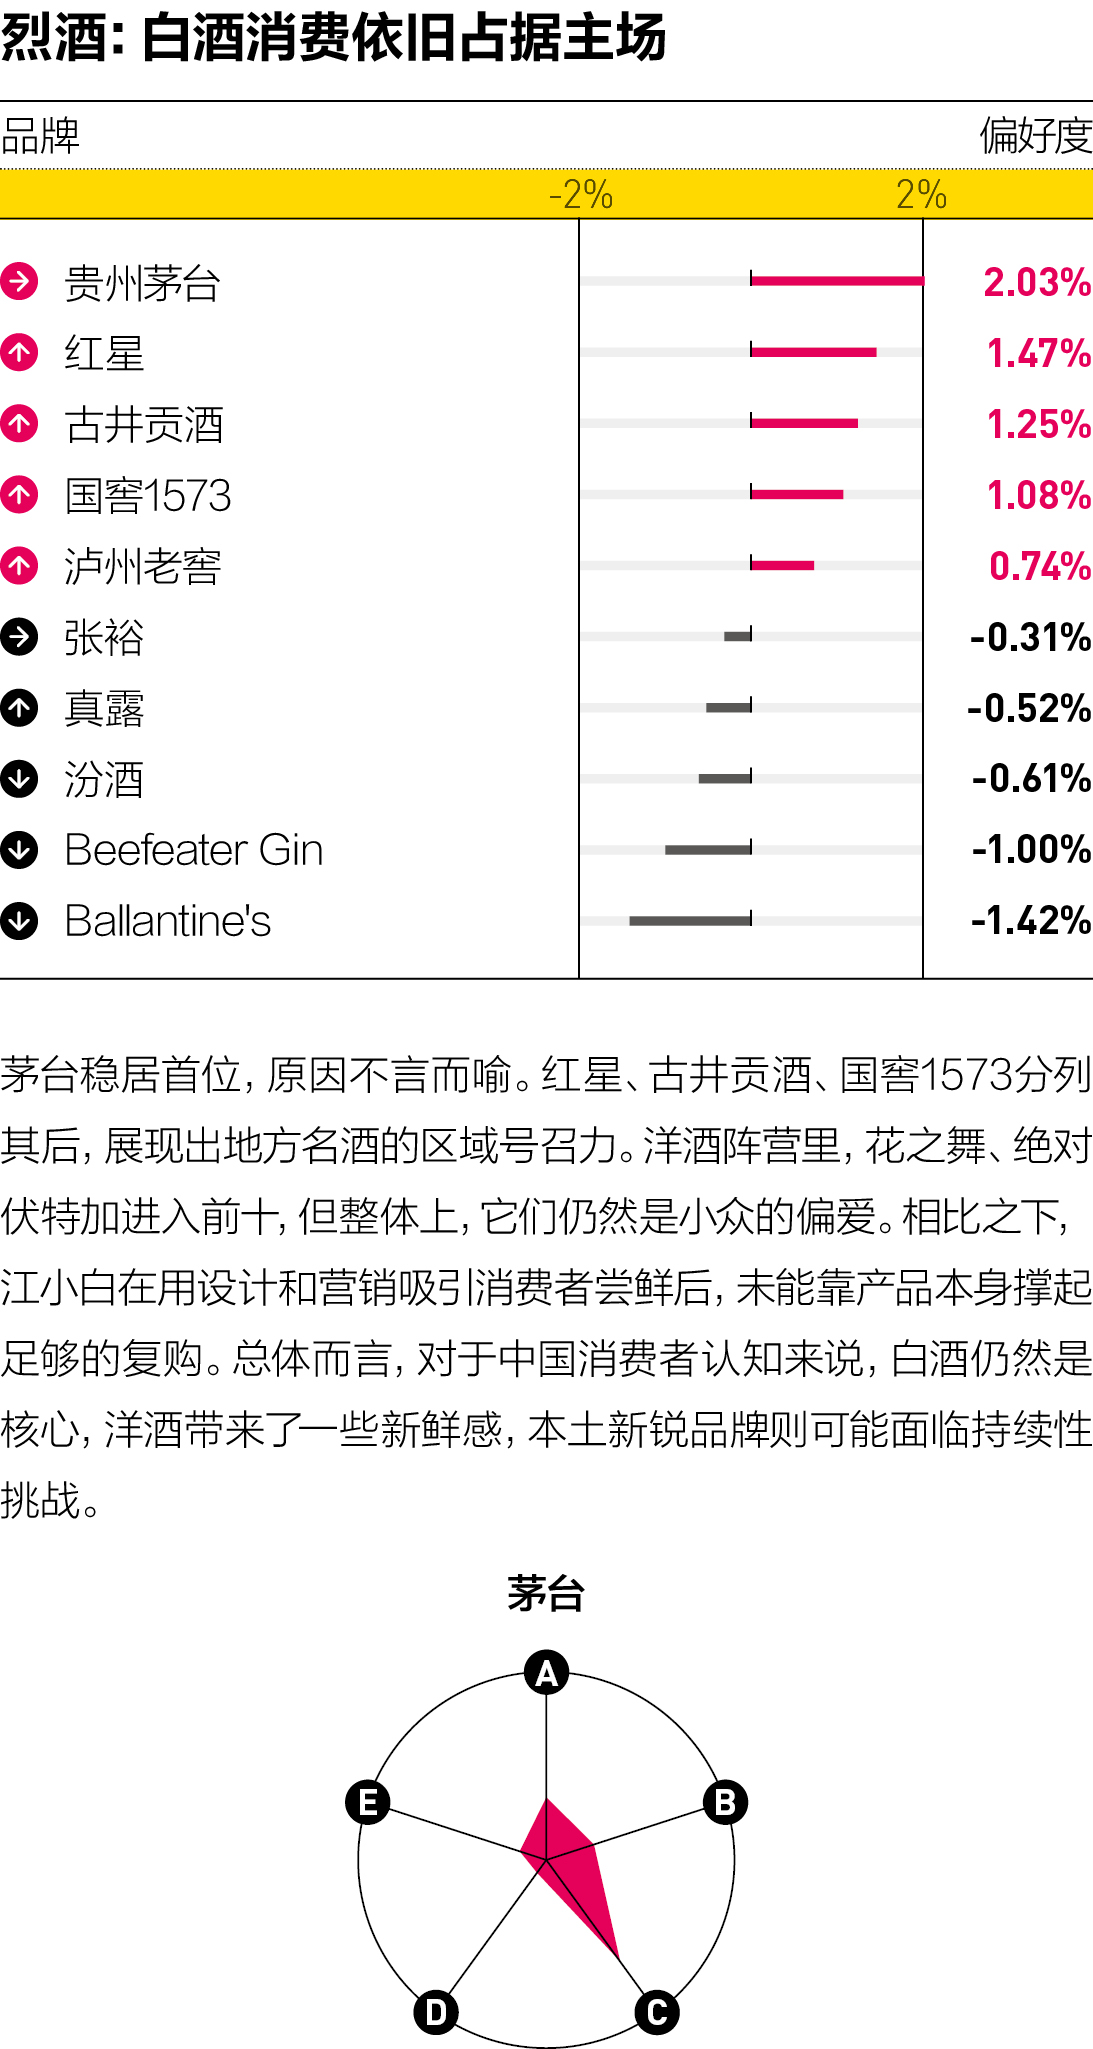 烈酒：白酒消费依旧占据主场
品牌 偏好度
-2% 2%
贵州茅台 2.03%
红星 1.47%
古井贡酒 1.25%
国窖1573 1.08%
泸州老窖 0.74%
张裕 -0.31%
真露 -0.52%
汾酒 -0.61%
Beefeater Gin -1.00%
Ballantine's -1.42%
茅台稳居首位，原因不言而喻。红星、古井贡酒、国窖1573分列
其后，展现出地方名酒的区域号召力。洋酒阵营里，花之舞、绝对
伏特加进入前十，但整体上，它们仍然是小众的偏爱。相比之下，
江小白在用设计和营销吸引消费者尝鲜后，未能靠产品本身撑起
足够的复购。总体而言，对于中国消费者认知来说，白酒仍然是
核心，洋酒带来了一些新鲜感，本土新锐品牌则可能面临持续性
挑战。
茅台
A
E B
D C